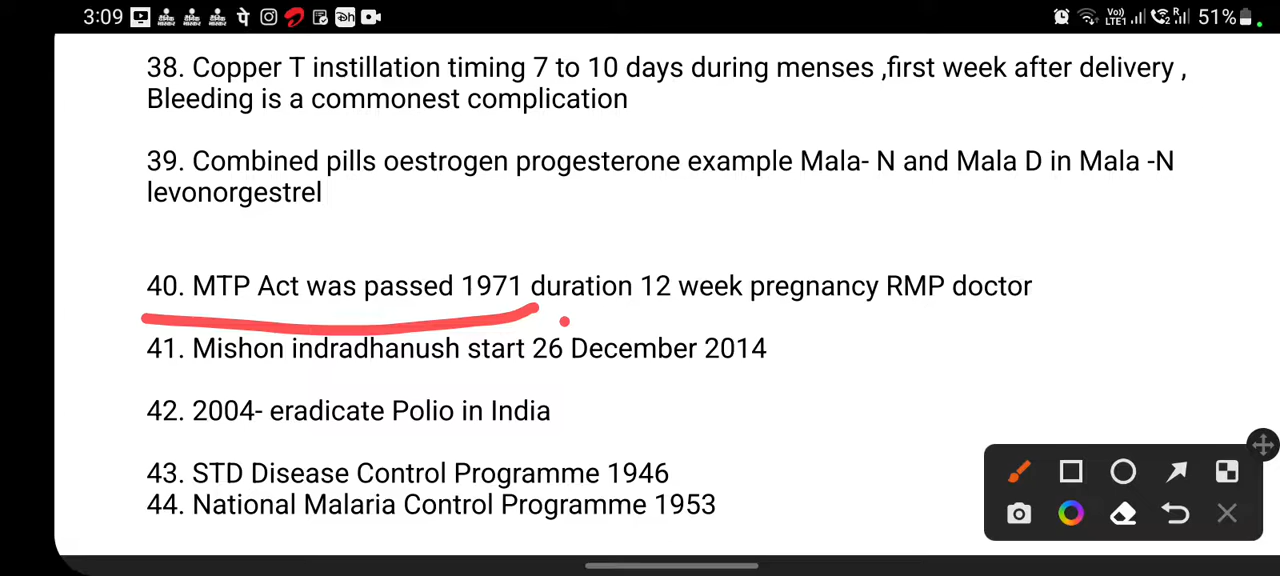 3:09 Vo) LTE1 R 2 51%
38. Copper T instillation timing 7 to 10 days during menses ,first week after delivery ,
Bleeding is a commonest complication
39. Combined pills oestrogen progesterone example Mala- N and Mala D in Mala -N
levonorgestrel
40. MTP Act was passed 1971 duration 12 week pregnancy RMP doctor
41. Mishon indradhanush start 26 December 2014
42. 2004- eradicate Polio in India
43. STD Disease Control Programme 1946
44. National Malaria Control Programme 1953